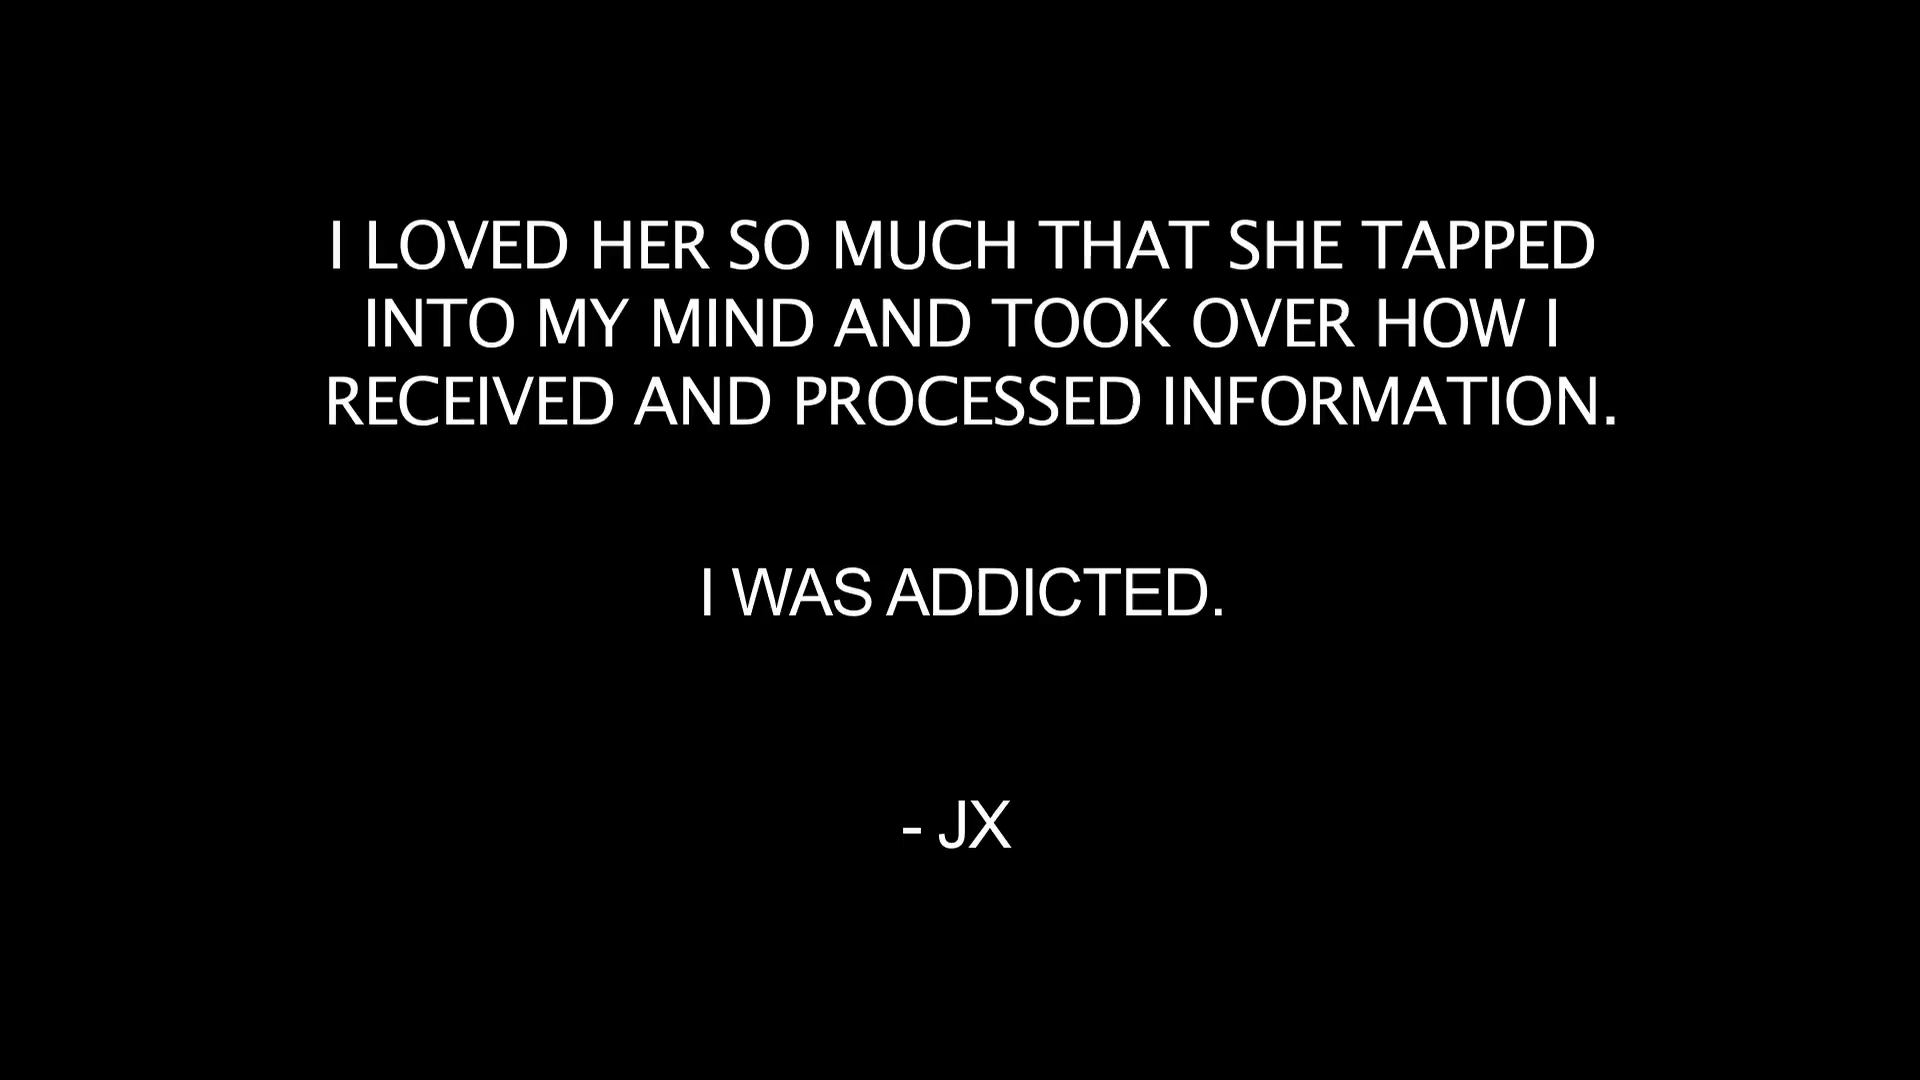 I LOVED HER SO MUCH THAT SHE TAPPED
INTO MY MIND AND TOOK OVER HOW I
RECEIVED AND PROCESSED INFORMATION.
I WAS ADDICTED.
- JX